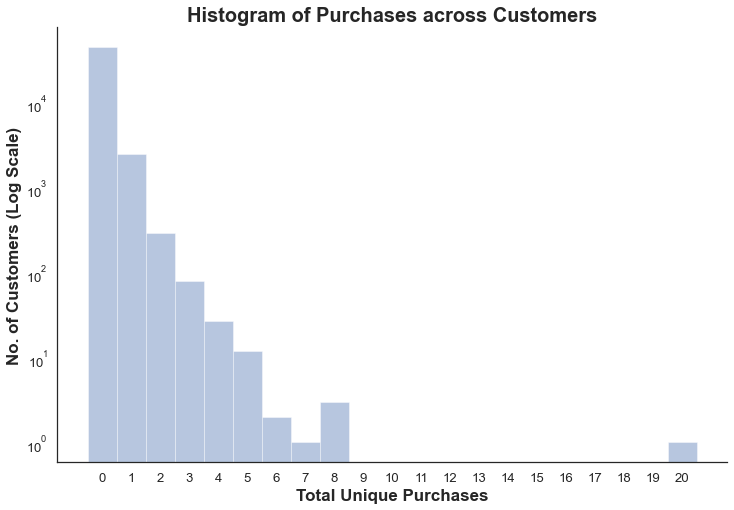 Histogram of Purchases across Customers
No. of Customers (Log Scale)
10^4
10^3
10^2
10^1
10^0
0 1 2 3 4 5 6 7 8 9 10 11 12 13 14 15 16 17 18 19 20
Total Unique Purchases